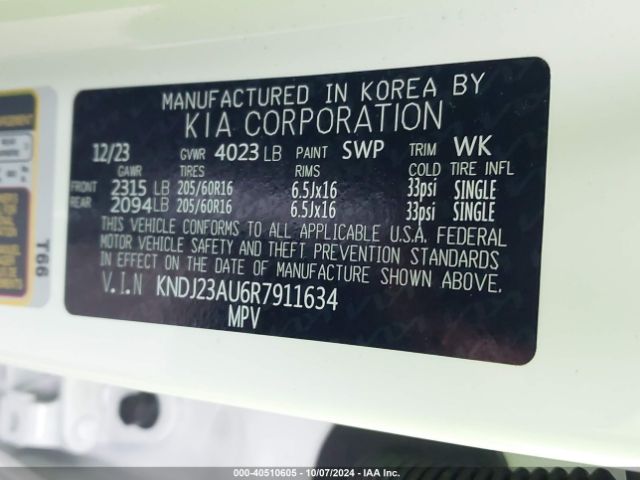 MANUFACTURED IN KOREA BY
KIA CORPORATION
12/23 GVWR 4023 LB PAINT SWP TRIM WK
GAWR TIRES RIMS COLD TIRE INFL
FRONT 2315 LB 205/60R16 6.5Jx16 33psi SINGLE
REAR 2094 LB 205/60R16 6.5Jx16 33psi SINGLE
THIS VEHICLE CONFORMS TO ALL APPLICABLE U.S.A. FEDERAL
MOTOR VEHICLE SAFETY AND THEFT PREVENTION STANDARDS
IN EFFECT ON THE DATE OF MANUFACTURE SHOWN ABOVE.
V.I.N KNDJ23AU6R7911634
MPV
T66
000-40510605 - 10/07/2024 - IAA Inc.